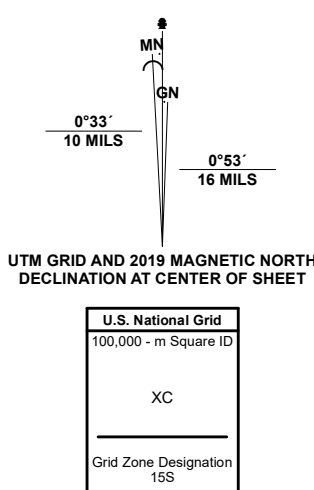 MN
GN
0°33´
10 MILS
0°53´
16 MILS
UTM GRID AND 2019 MAGNETIC NORTH
DECLINATION AT CENTER OF SHEET
U.S. National Grid
100,000 - m Square ID
XC
Grid Zone Designation
15S